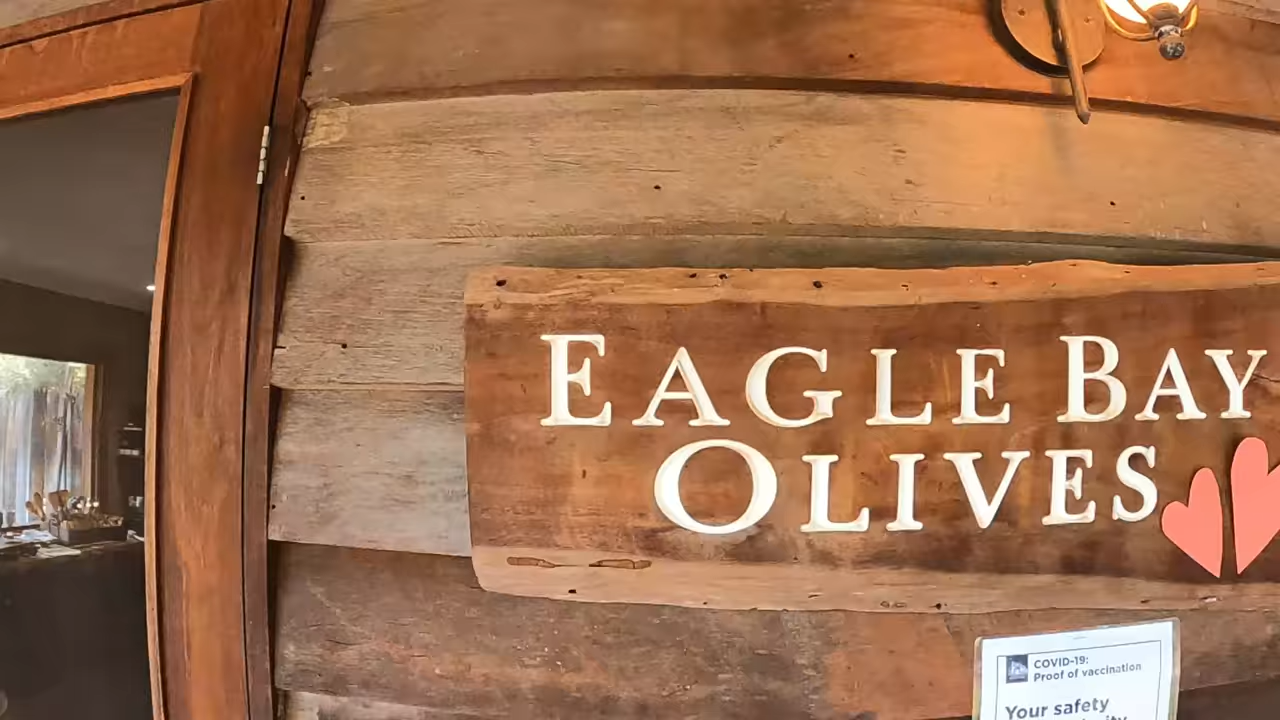 EAGLE BAY
OLIVES
COVID-19:
Proof of vaccination
Your safety